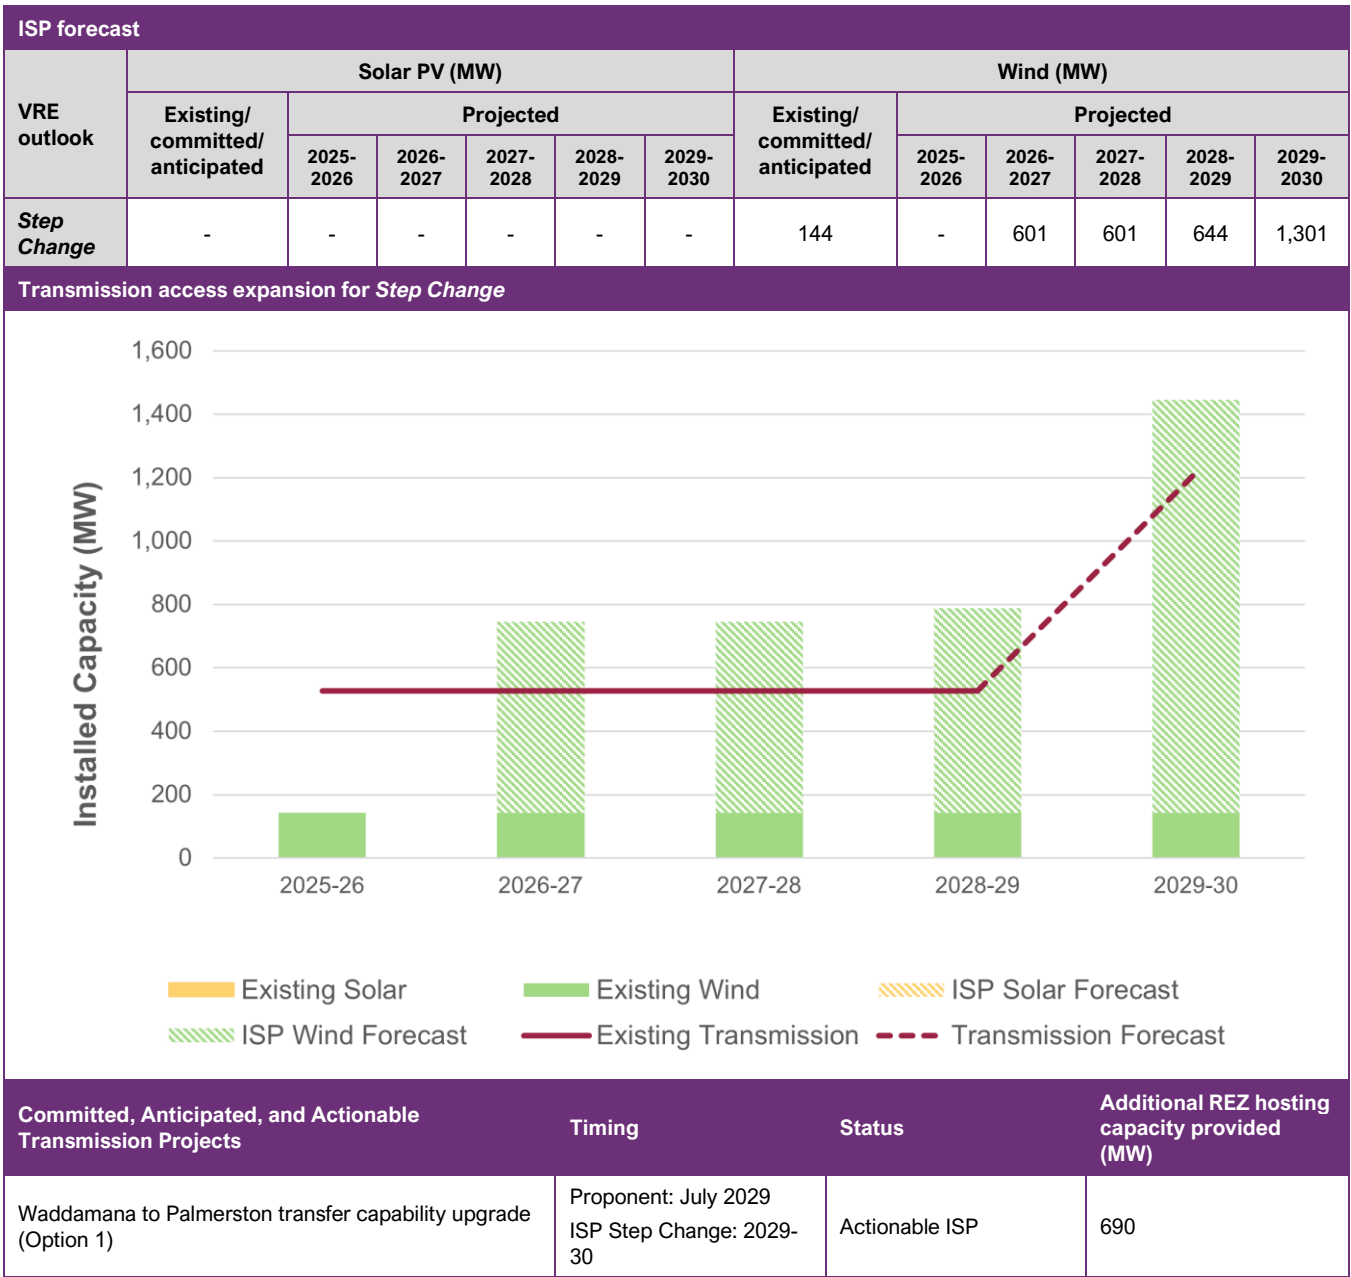 ISP forecast
VRE outlook
Solar PV (MW)
Wind (MW)
Existing/ committed/ anticipated
Projected
Existing/ committed/ anticipated
Projected
2025-2026
2026-2027
2027-2028
2028-2029
2029-2030
2025-2026
2026-2027
2027-2028
2028-2029
2029-2030
Step Change
-
-
-
-
-
-
144
-
601
601
644
1,301
Transmission access expansion for Step Change
Installed Capacity (MW)
1,600
1,400
1,200
1,000
800
600
400
200
0
2025-26
2026-27
2027-28
2028-29
2029-30
Existing Solar
Existing Wind
ISP Solar Forecast
ISP Wind Forecast
Existing Transmission
Transmission Forecast
Committed, Anticipated, and Actionable
Transmission Projects
Timing
Status
Additional REZ hosting
capacity provided
(MW)
Waddamana to Palmerston transfer capability upgrade
(Option 1)
Proponent: July 2029
ISP Step Change: 2029-
30
Actionable ISP
690